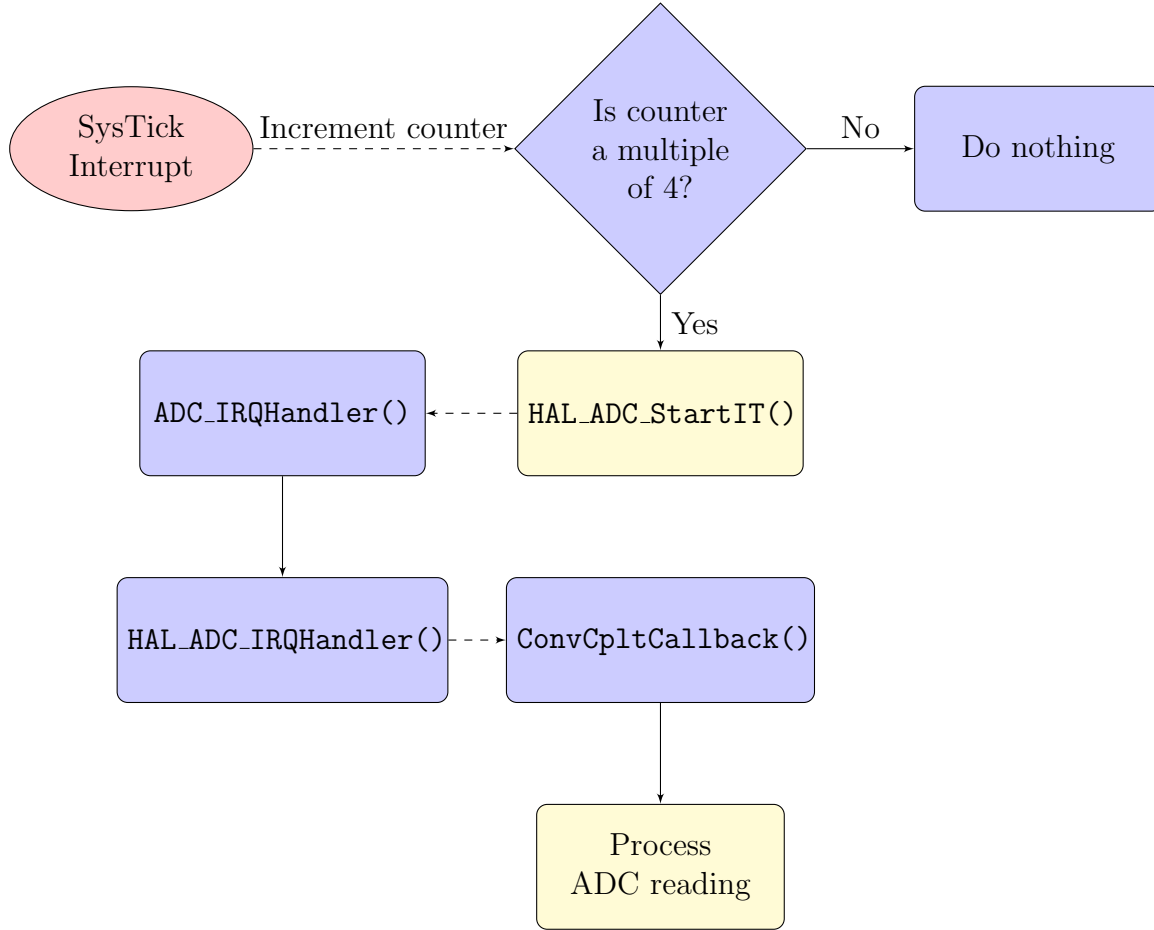 SysTick
Interrupt
Increment counter
Is counter
a multiple
of 4?
No
Do nothing
Yes
ADC_IRQHandler()
HAL_ADC_StartIT()
HAL_ADC_IRQHandler()
ConvCpltCallback()
Process
ADC reading